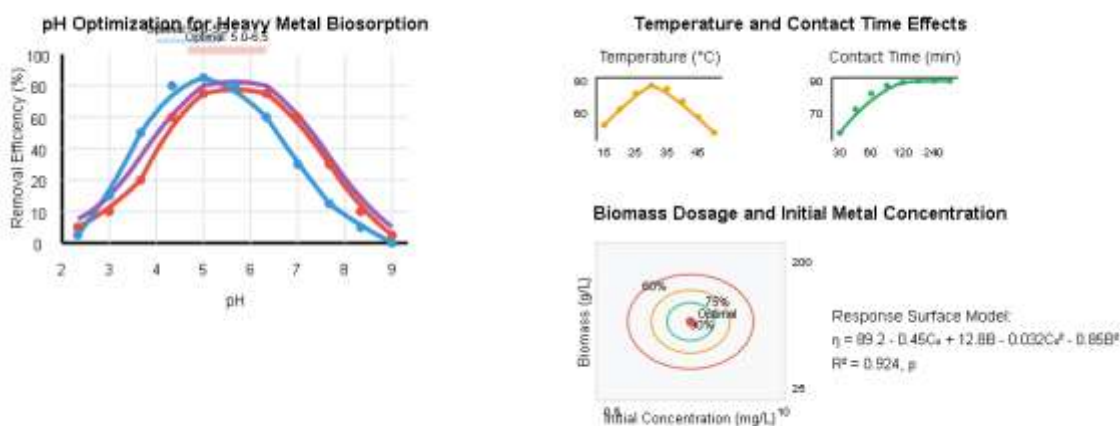 pH Optimization for Heavy Metal Biosorption
Optimal: 5.0-6.5
100
80
60
40
20
10
0
Removal Efficiency (%)
2 3 4 5 6 7 8 9
pH
Temperature and Contact Time Effects
Temperature (°C)
90
60
15 25 35 45
Contact Time (min)
90
70
30 60 120 240
Biomass Dosage and Initial Metal Concentration
200
Biomass (g/L)
60%
75%
Optimal
25
0.5
10
Initial Concentration (mg/L)
Response Surface Model:
R² = 0.924, p